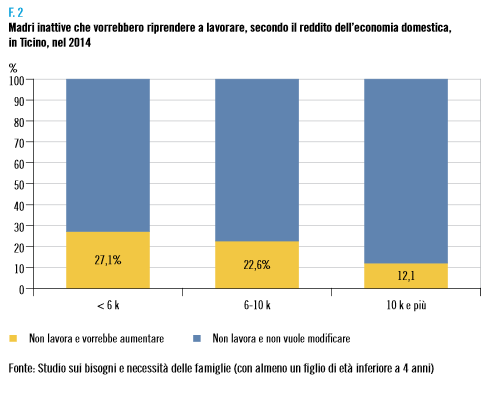 F. 2
Madri inattive che vorrebbero riprendere a lavorare, secondo il reddito dell'economia domestica,
in Ticino, nel 2014
%
100
90
80
70
60
50
40
30
20
10
0
27,1%
22,6%
12,1
< 6 k
6-10 k
10 k e più
Non lavora e vorrebbe aumentare
Non lavora e non vuole modificare
Fonte: Studio sui bisogni e necessità delle famiglie (con almeno un figlio di età inferiore a 4 anni)